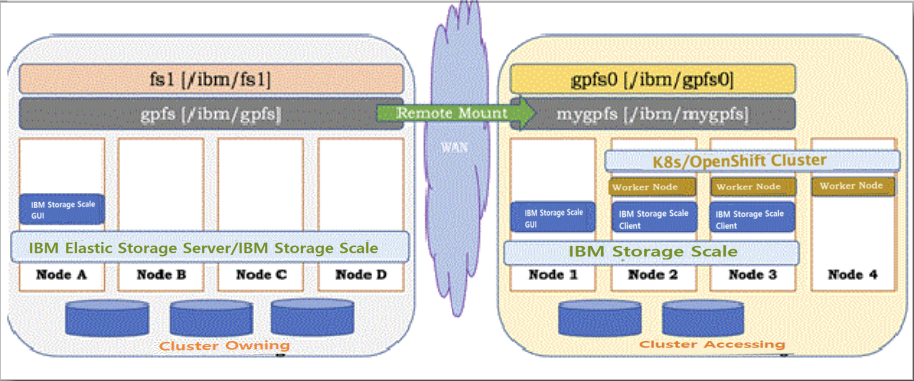 fs1 [/ibm/fs1]
gpfs [/ibm/gpfs]
IBM Storage Scale
GUI
IBM Elastic Storage Server/IBM Storage Scale
Node A
Node B
Node C
Node D
Cluster Owning
Remote Mount
WAN
gpfs0 [/ibm/gpfs0]
mygpfs [/ibm/mygpfs]
K8s/OpenShift Cluster
Worker Node
Worker Node
Worker Node
IBM Storage Scale
GUI
IBM Storage Scale
Client
IBM Storage Scale
Client
IBM Storage Scale
Node 1
Node 2
Node 3
Node 4
Cluster Accessing